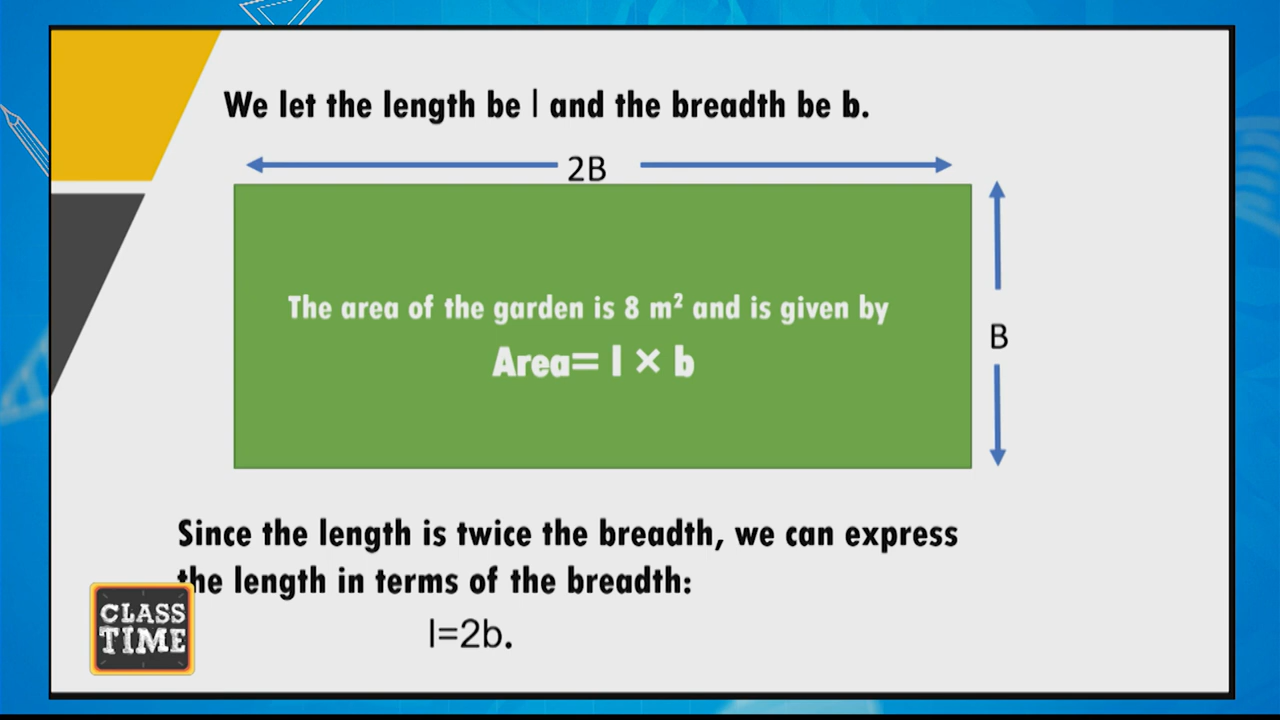 We let the length be l and the breadth be b.
2B
The area of the garden is 8 m² and is given by
Area= l × b
B
Since the length is twice the breadth, we can express
the length in terms of the breadth:
l=2b.
CLASS
TIME